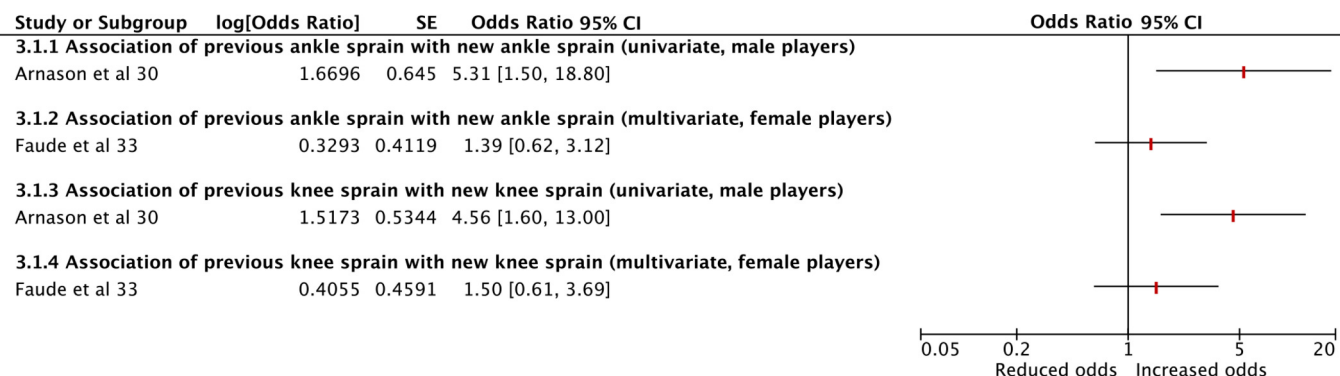 Study or Subgroup log[Odds Ratio] SE Odds Ratio 95% CI Odds Ratio 95% CI
3.1.1 Association of previous ankle sprain with new ankle sprain (univariate, male players)
Arnason et al 30 1.6696 0.645 5.31 [1.50, 18.80]
3.1.2 Association of previous ankle sprain with new ankle sprain (multivariate, female players)
Faude et al 33 0.3293 0.4119 1.39 [0.62, 3.12]
3.1.3 Association of previous knee sprain with new knee sprain (univariate, male players)
Arnason et al 30 1.5173 0.5344 4.56 [1.60, 13.00]
3.1.4 Association of previous knee sprain with new knee sprain (multivariate, female players)
Faude et al 33 0.4055 0.4591 1.50 [0.61, 3.69]
0.05 0.2 1 5 20
Reduced odds Increased odds